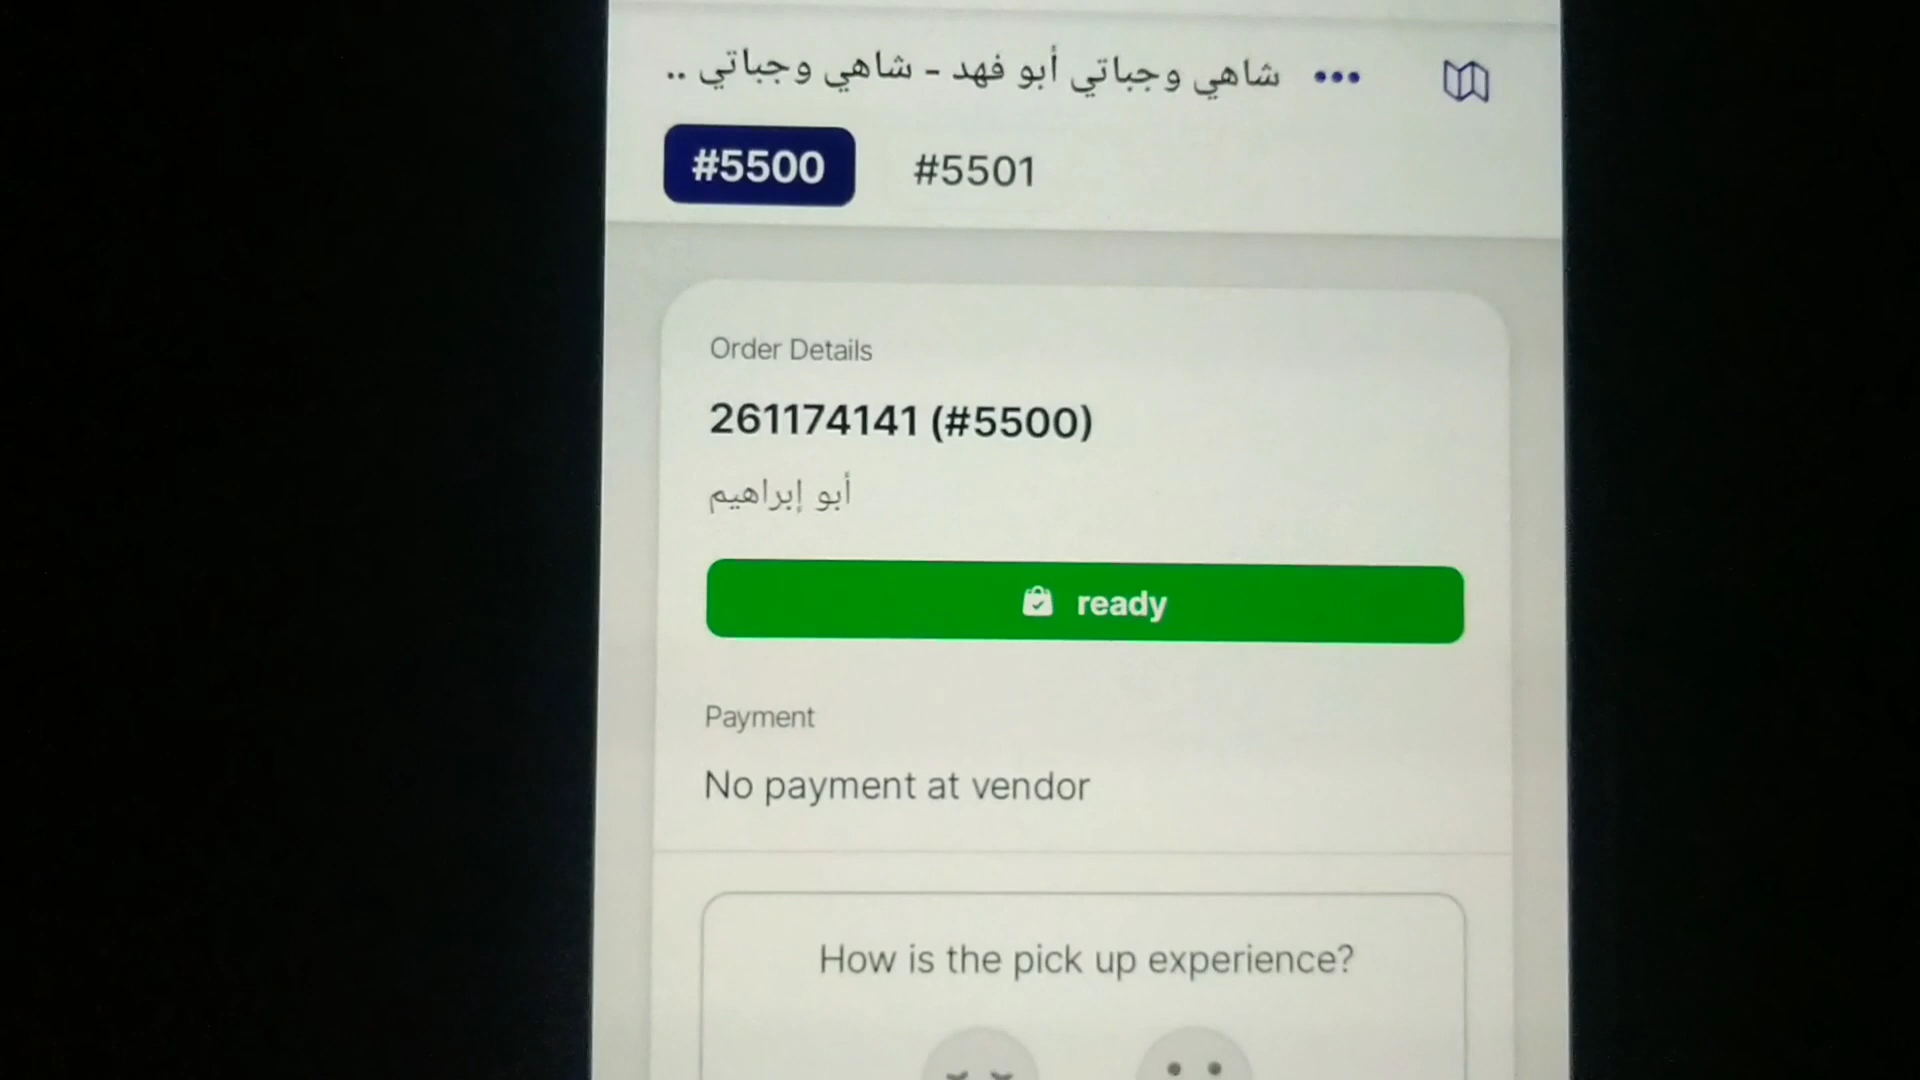 شاهي وجباتي أبو فهد - شاهي وجباتي ..
#5500 #5501
Order Details
261174141 (#5500)
أبو إبراهيم
ready
Payment
No payment at vendor
How is the pick up experience?